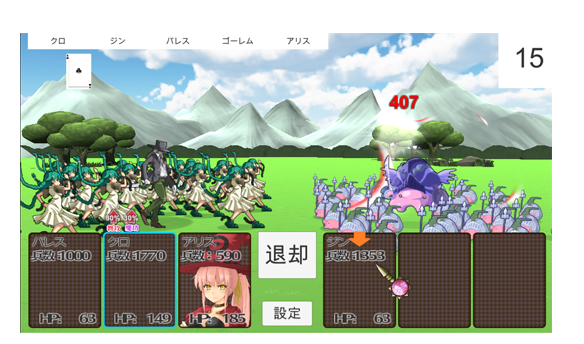 クロ ジン パレス ゴーレム アリス
15
407
80% 30%
パレス
兵数:1000
HP: 63
クロ
兵数:1770
HP: 149
アリス
兵数: 590
HP: 185
退却
設定
ジン
兵数:1353
HP: 63